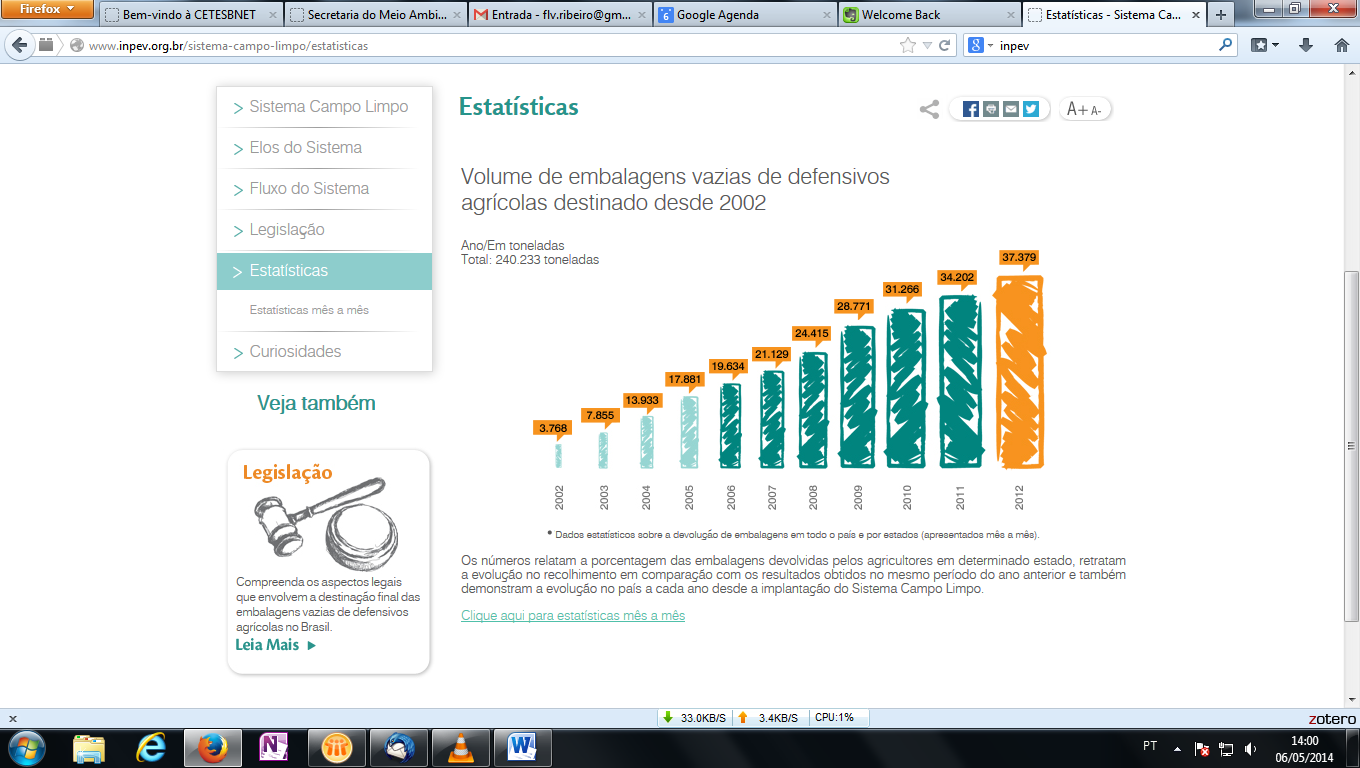 Firefox
Bem-vindo à CETESBNET
Secretaria do Meio Ambi...
Entrada - flv.ribeiro@gm...
Google Agenda
Welcome Back
Estatísticas - Sistema Ca...
www.inpev.org.br/sistema-campo-limpo/estatisticas
inpev
Sistema Campo Limpo
Elos do Sistema
Fluxo do Sistema
Legislação
Estatísticas
Estatísticas mês a mês
Curiosidades
Veja também
Legislação
Compreenda os aspectos legais
que envolvem a destinação final das
embalagens vazias de defensivos
agrícolas no Brasil.
Leia Mais
Estatísticas
A+ A-
Volume de embalagens vazias de defensivos
agrícolas destinado desde 2002
Ano/Em toneladas
Total: 240.233 toneladas
3.768
7.855
13.933
17.881
19.634
21.129
24.415
28.771
31.266
34.202
37.379
2002
2003
2004
2005
2006
2007
2008
2009
2010
2011
2012
* Dados estatísticos sobre a devolução de embalagens em todo o país e por estados (apresentados mês a mês).
Os números relatam a porcentagem das embalagens devolvidas pelos agricultores em determinado estado, retratam
a evolução no recolhimento em comparação com os resultados obtidos no mesmo período do ano anterior e também
demonstram a evolução no país a cada ano desde a implantação do Sistema Campo Limpo.
Clique aqui para estatísticas mês a mês
33.0KB/S
3.4KB/S
CPU:1%
zotero
PT
14:00
06/05/2014